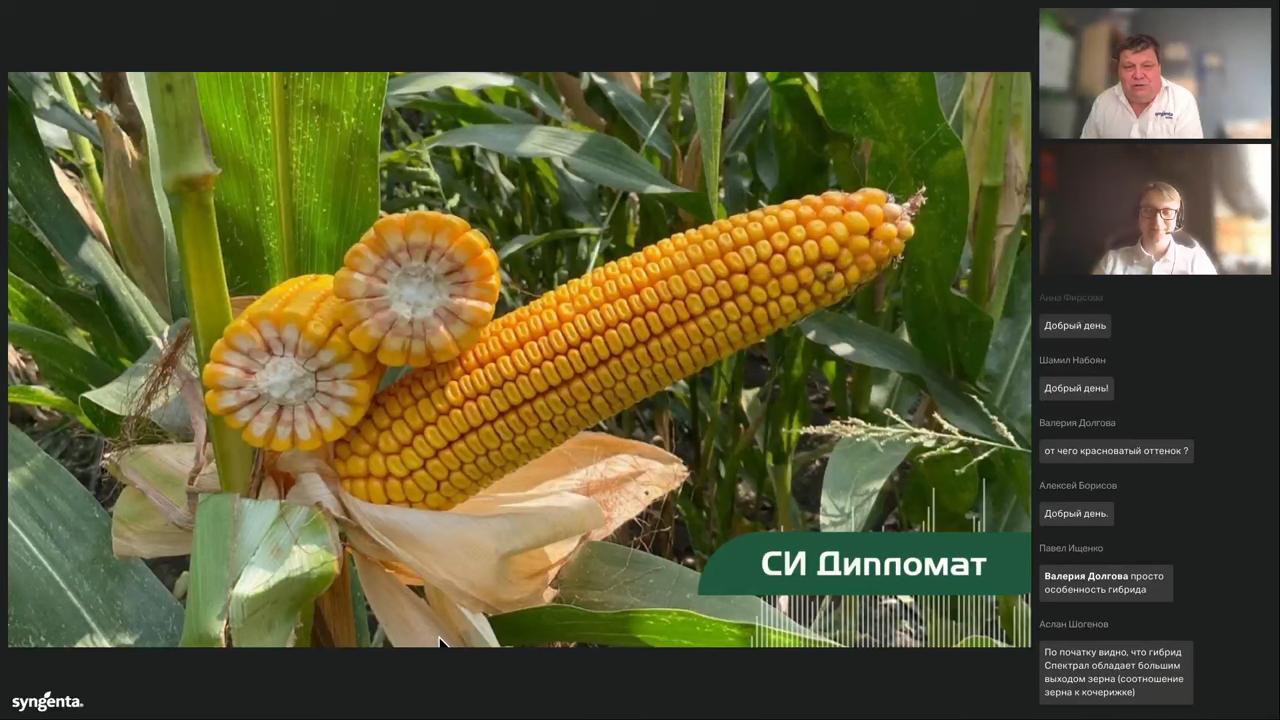 СИ Дипломат
syngenta
syngenta
Анна Фирсова
Добрый день
Шамил Набоян
Добрый день!
Валерия Долгова
от чего красноватый оттенок ?
Алексей Борисов
Добрый день.
Павел Ищенко
Валерия Долгова просто
особенность гибрида
Аслан Шогенов
По початку видно, что гибрид
Спектрал обладает большим
выходом зерна (соотношение
зерна к кочерижке)